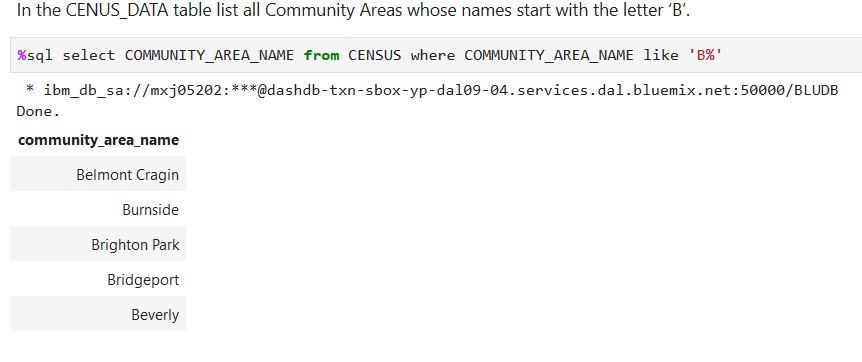 In the CENUS_DATA table list all Community Areas whose names start with the letter ‘B’.
%sql select COMMUNITY_AREA_NAME from CENSUS where COMMUNITY_AREA_NAME like 'B%'
* ibm_db_sa://mxj05202:***@dashdb-txn-sbox-yp-dal09-04.services.dal.bluemix.net:50000/BLUDB
Done.
community_area_name
Belmont Cragin
Burnside
Brighton Park
Bridgeport
Beverly